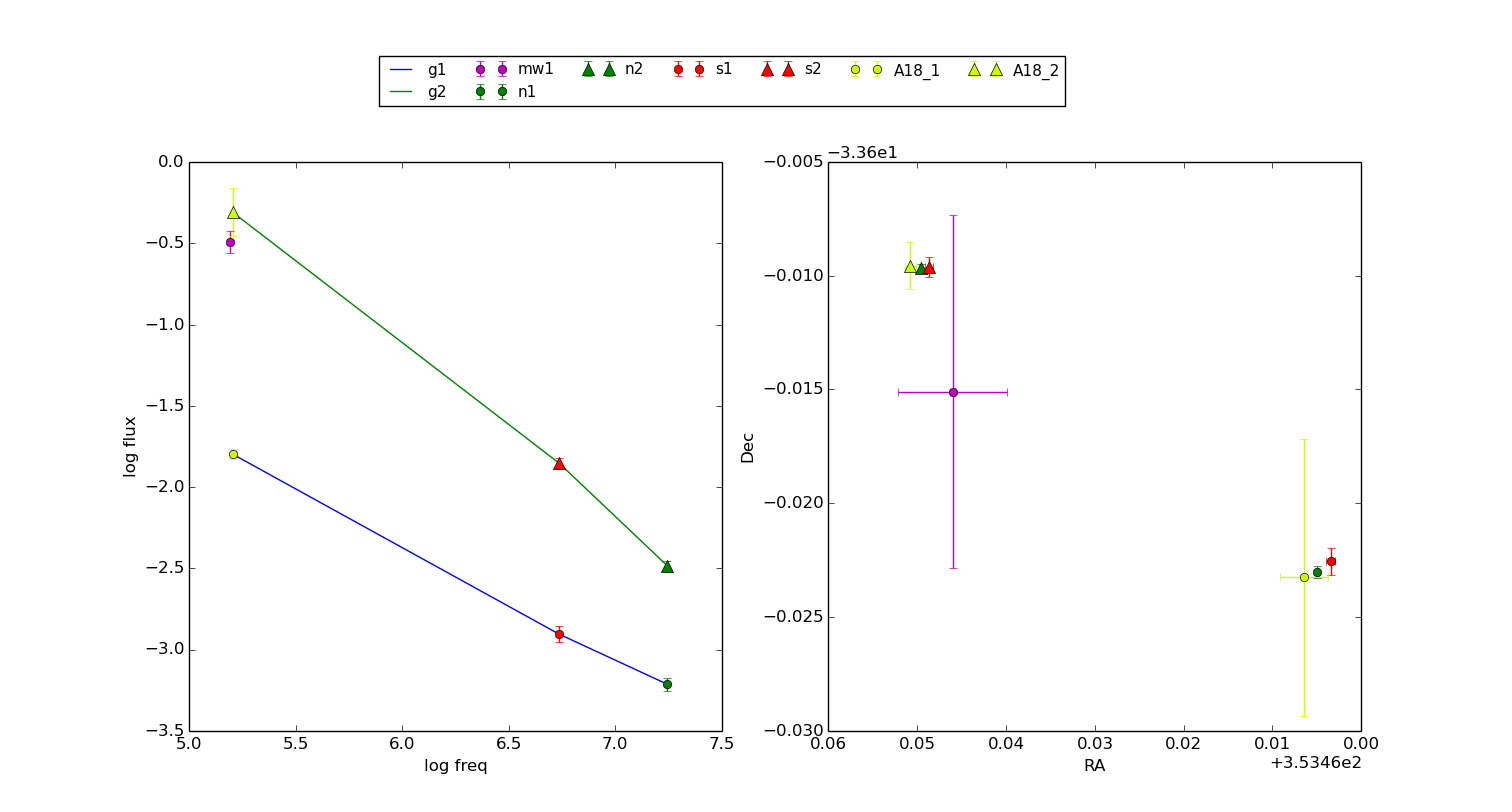 g1 mw1 n2 s1 s2 A18_1 A18_2
g2 n1
−3.36e1
0.0
−0.5
−1.0
−1.5
−2.0
−2.5
−3.0
−3.5
log flux
5.0 5.5 6.0 6.5 7.0 7.5
log freq
−0.005
−0.010
−0.015
−0.020
−0.025
−0.030
Dec
0.06 0.05 0.04 0.03 0.02 0.01 0.00
RA
+3.5346e2